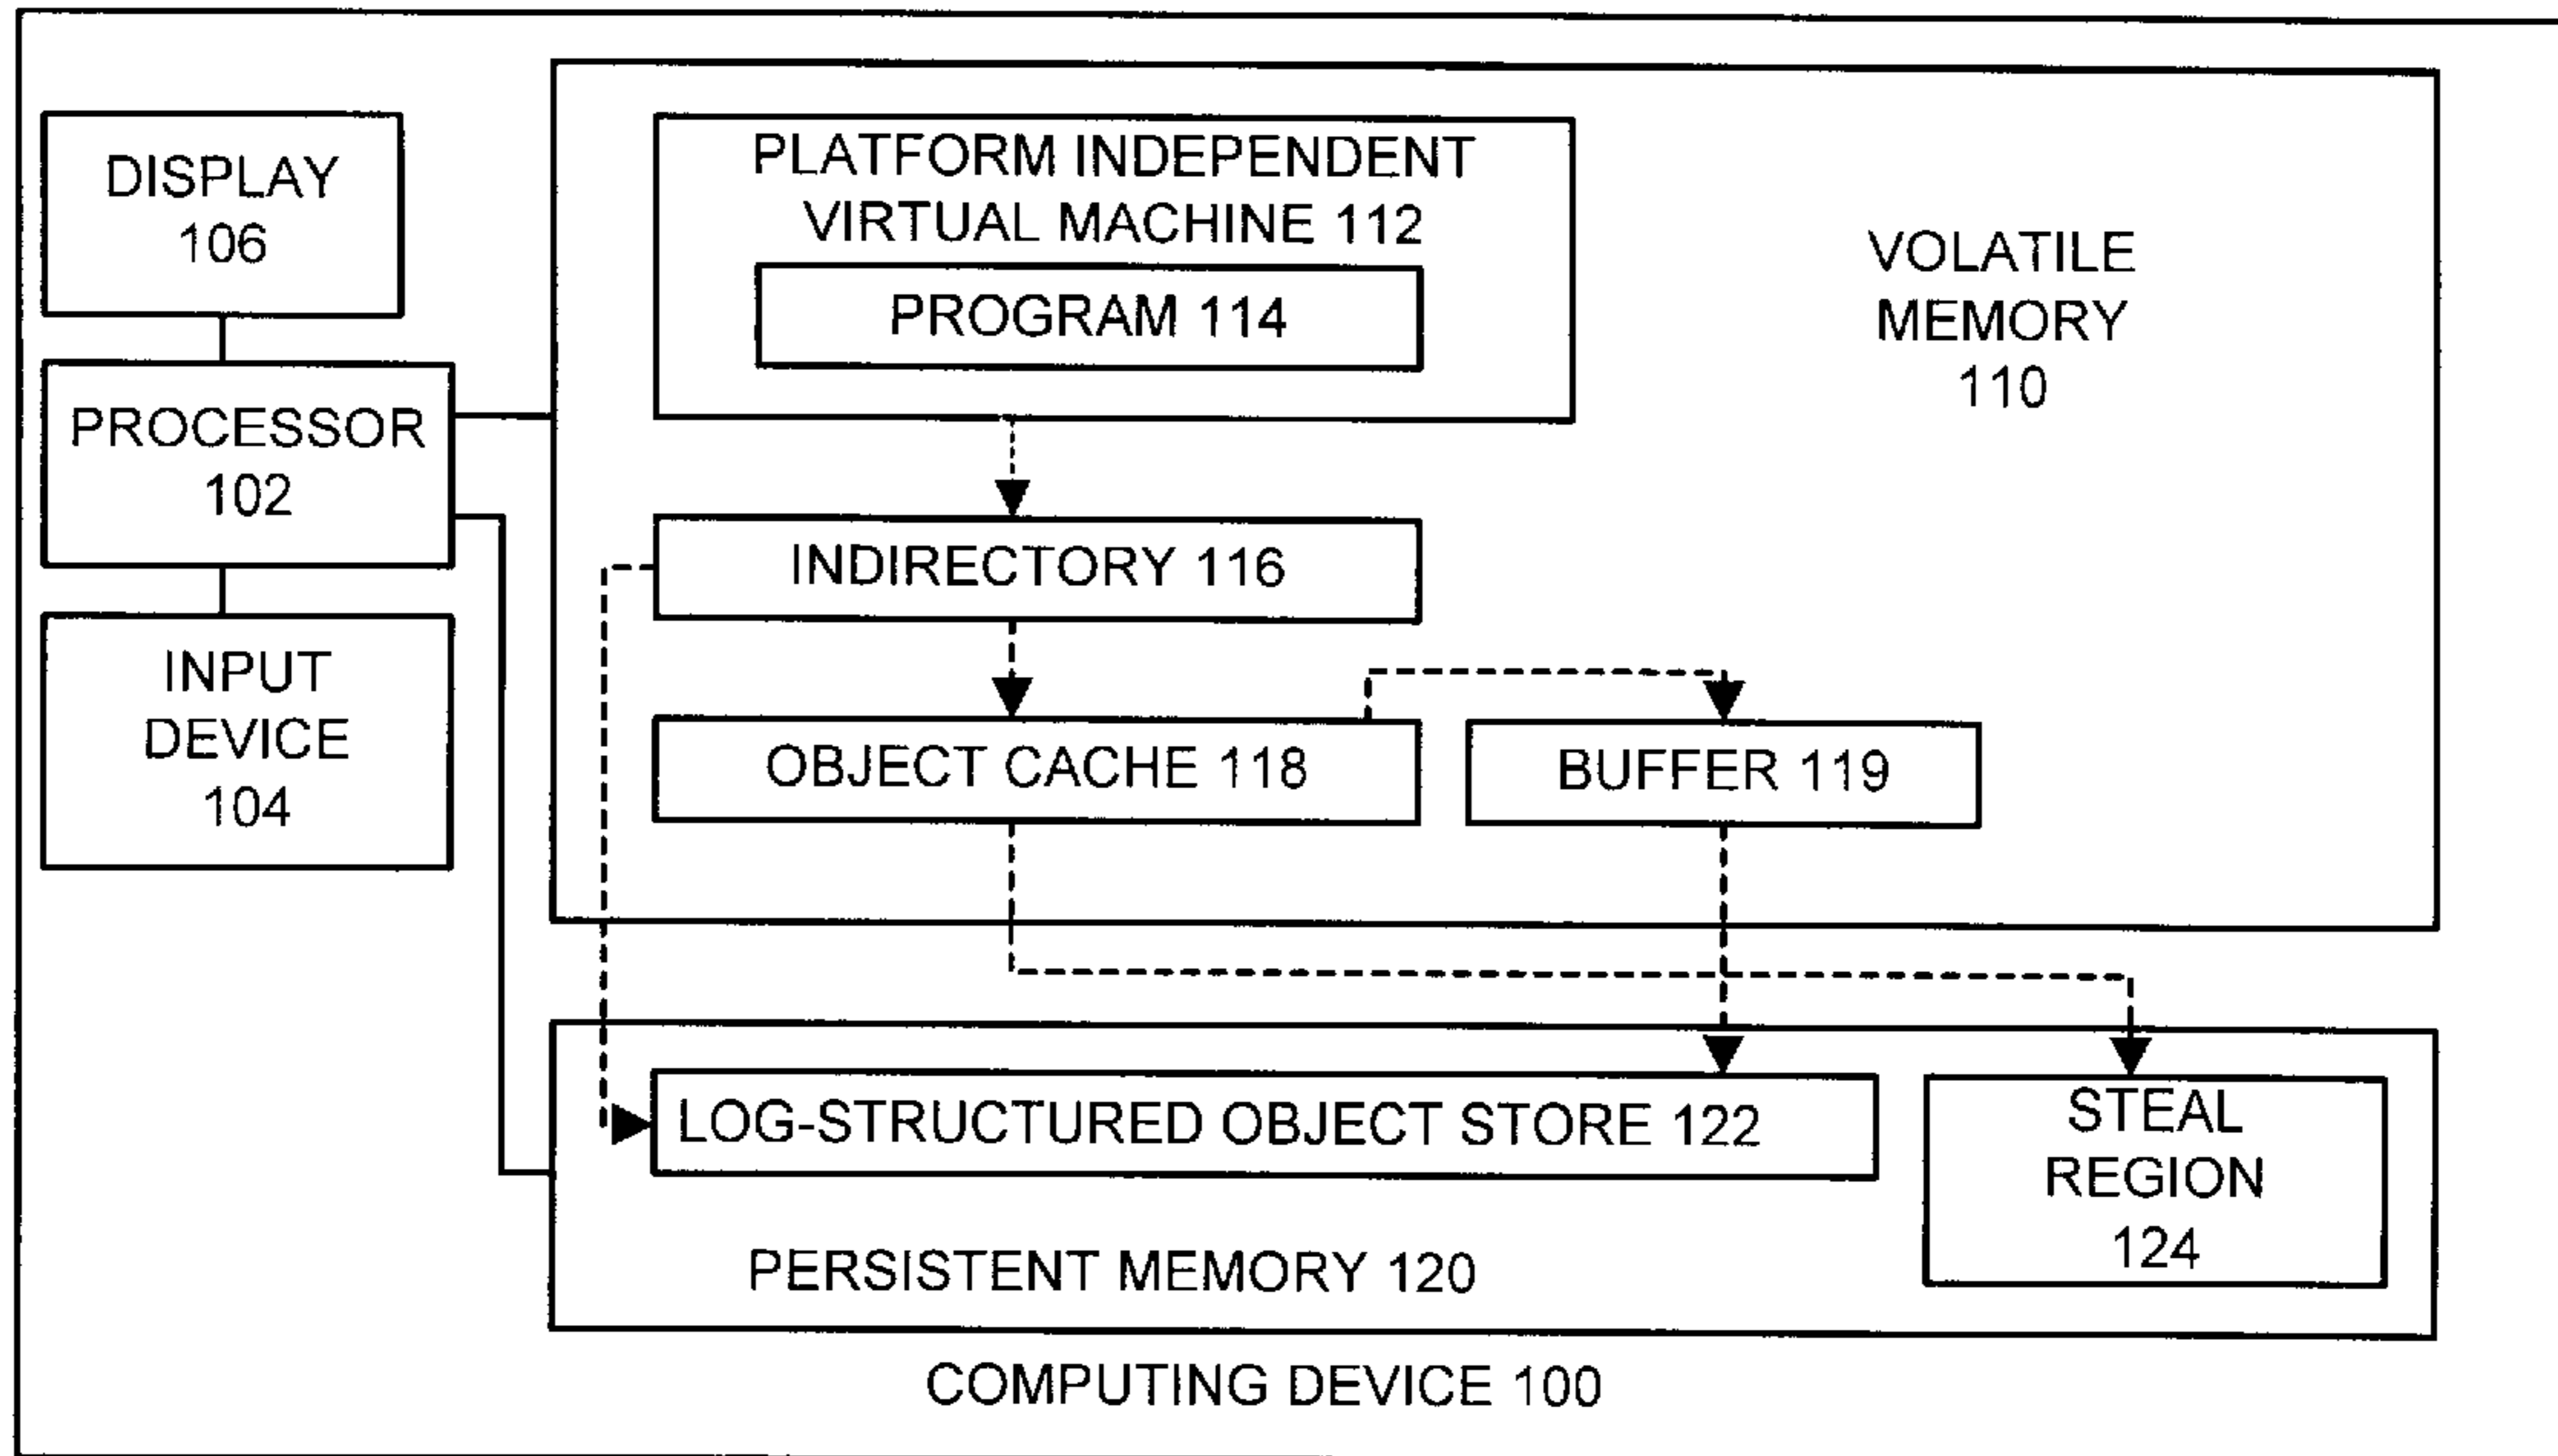 DISPLAY
106
PROCESSOR
102
INPUT
DEVICE
104
PLATFORM INDEPENDENT
VIRTUAL MACHINE 112
PROGRAM 114
VOLATILE
MEMORY
110
INDIRECTORY 116
OBJECT CACHE 118
BUFFER 119
LOG-STRUCTURED OBJECT STORE 122
STEAL
REGION
124
PERSISTENT MEMORY 120
COMPUTING DEVICE 100